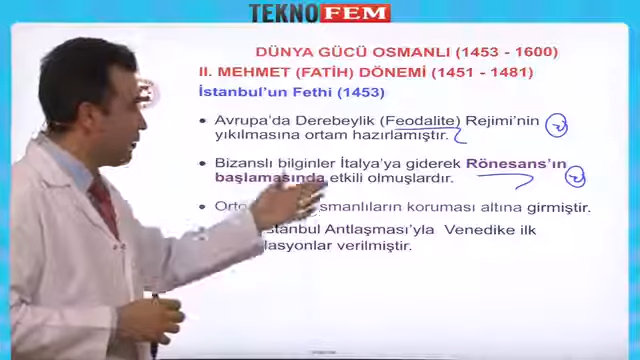 TEKNOFEM
DÜNYA GÜCÜ OSMANLI (1453 - 1600)
II. MEHMET (FATİH) DÖNEMİ (1451 - 1481)
İstanbul'un Fethi (1453)
• Avrupa'da Derebeylik (Feodalite) Rejimi'nin
yıkılmasına ortam hazırlamıştır.
• Bizanslı bilginler İtalya'ya giderek Rönesans'ın
başlamasında etkili olmuşlardır.
• Orto smanlıların koruması altına girmiştir.
stanbul Antlaşması'yla Venedike ilk
lasyonlar verilmiştir.